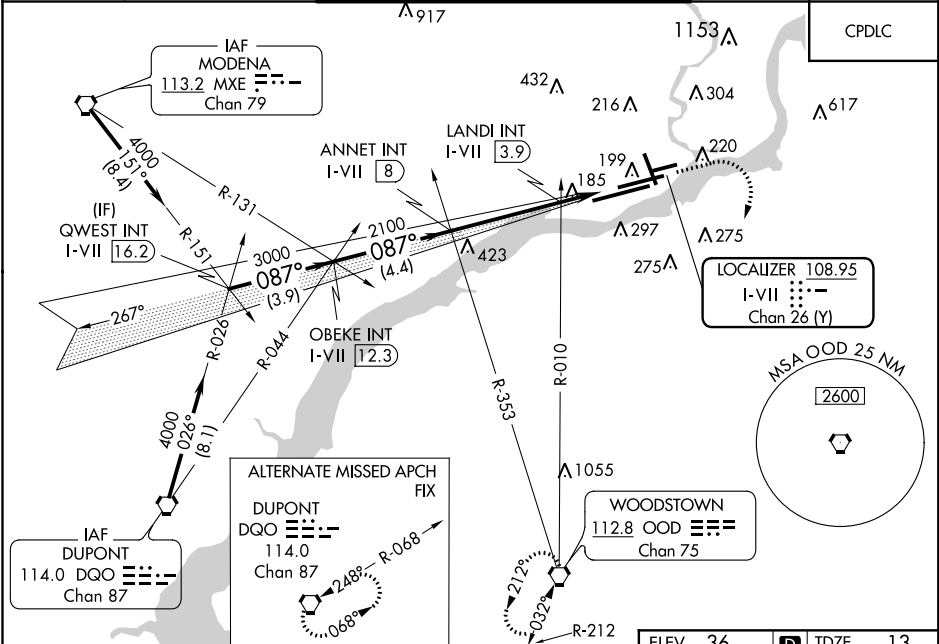 917
1153
CPDLC
IAF
MODENA
113.2 MXE
Chan 79
432
216
304
617
4000
151°
(8.4)
ANNET INT
I-VII 8
LANDI INT
I-VII 3.9
199
220
185
R-131
(IF)
QWEST INT
I-VII 16.2
R-151
3000
087°
(3.9)
2100
087°
(4.4)
423
297
275
275
267°
LOCALIZER 108.95
I-VII
Chan 26 (Y)
OBEKE INT
I-VII 12.3
R-026
R-044
R-353
R-010
MSA OOD 25 NM
2600
4000
026°
(8.1)
1055
ALTERNATE MISSED APCH
FIX
DUPONT
DQO
114.0
Chan 87
R-068
248°
068°
WOODSTOWN
112.8 OOD
Chan 75
IAF
DUPONT
114.0 DQO
Chan 87
212°
032°
R-212
ELEV 36
D
TDZE 13